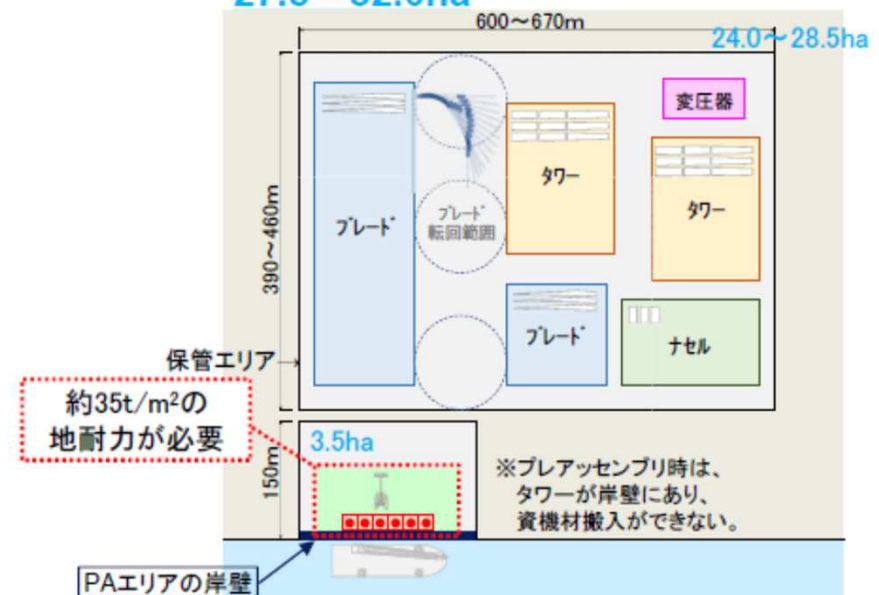 600～670m
24.0～28.5ha
変圧器
タワー
タワー
ブレード
ブレード
転回範囲
390～460m
ブレード
ナセル
保管エリア
約35t/m²の
地耐力が必要
3.5ha
150m
※プレアッセンブリ時は、
タワーが岸壁にあり、
資機材搬入ができない。
PAエリアの岸壁